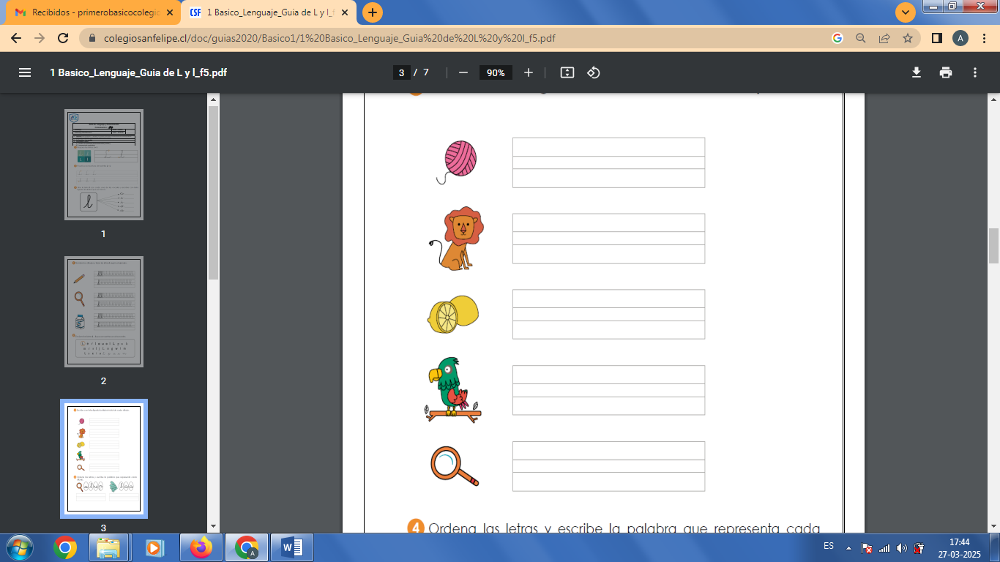 Recibidos - primerobasicocolegio
CSF 1 Basico_Lenguaje_Guia de L y l_f
colegiosanfelipe.cl/doc/guias2020/Basico1/1%20Basico_Lenguaje_Guia%20de%20L%20y%20l_f5.pdf
A
1 Basico_Lenguaje_Guia de L y l_f5.pdf
3 / 7
90%
1
2
3
4 Ordena las letras y escribe la palabra que representa cada
ES
17:44
27-03-2025